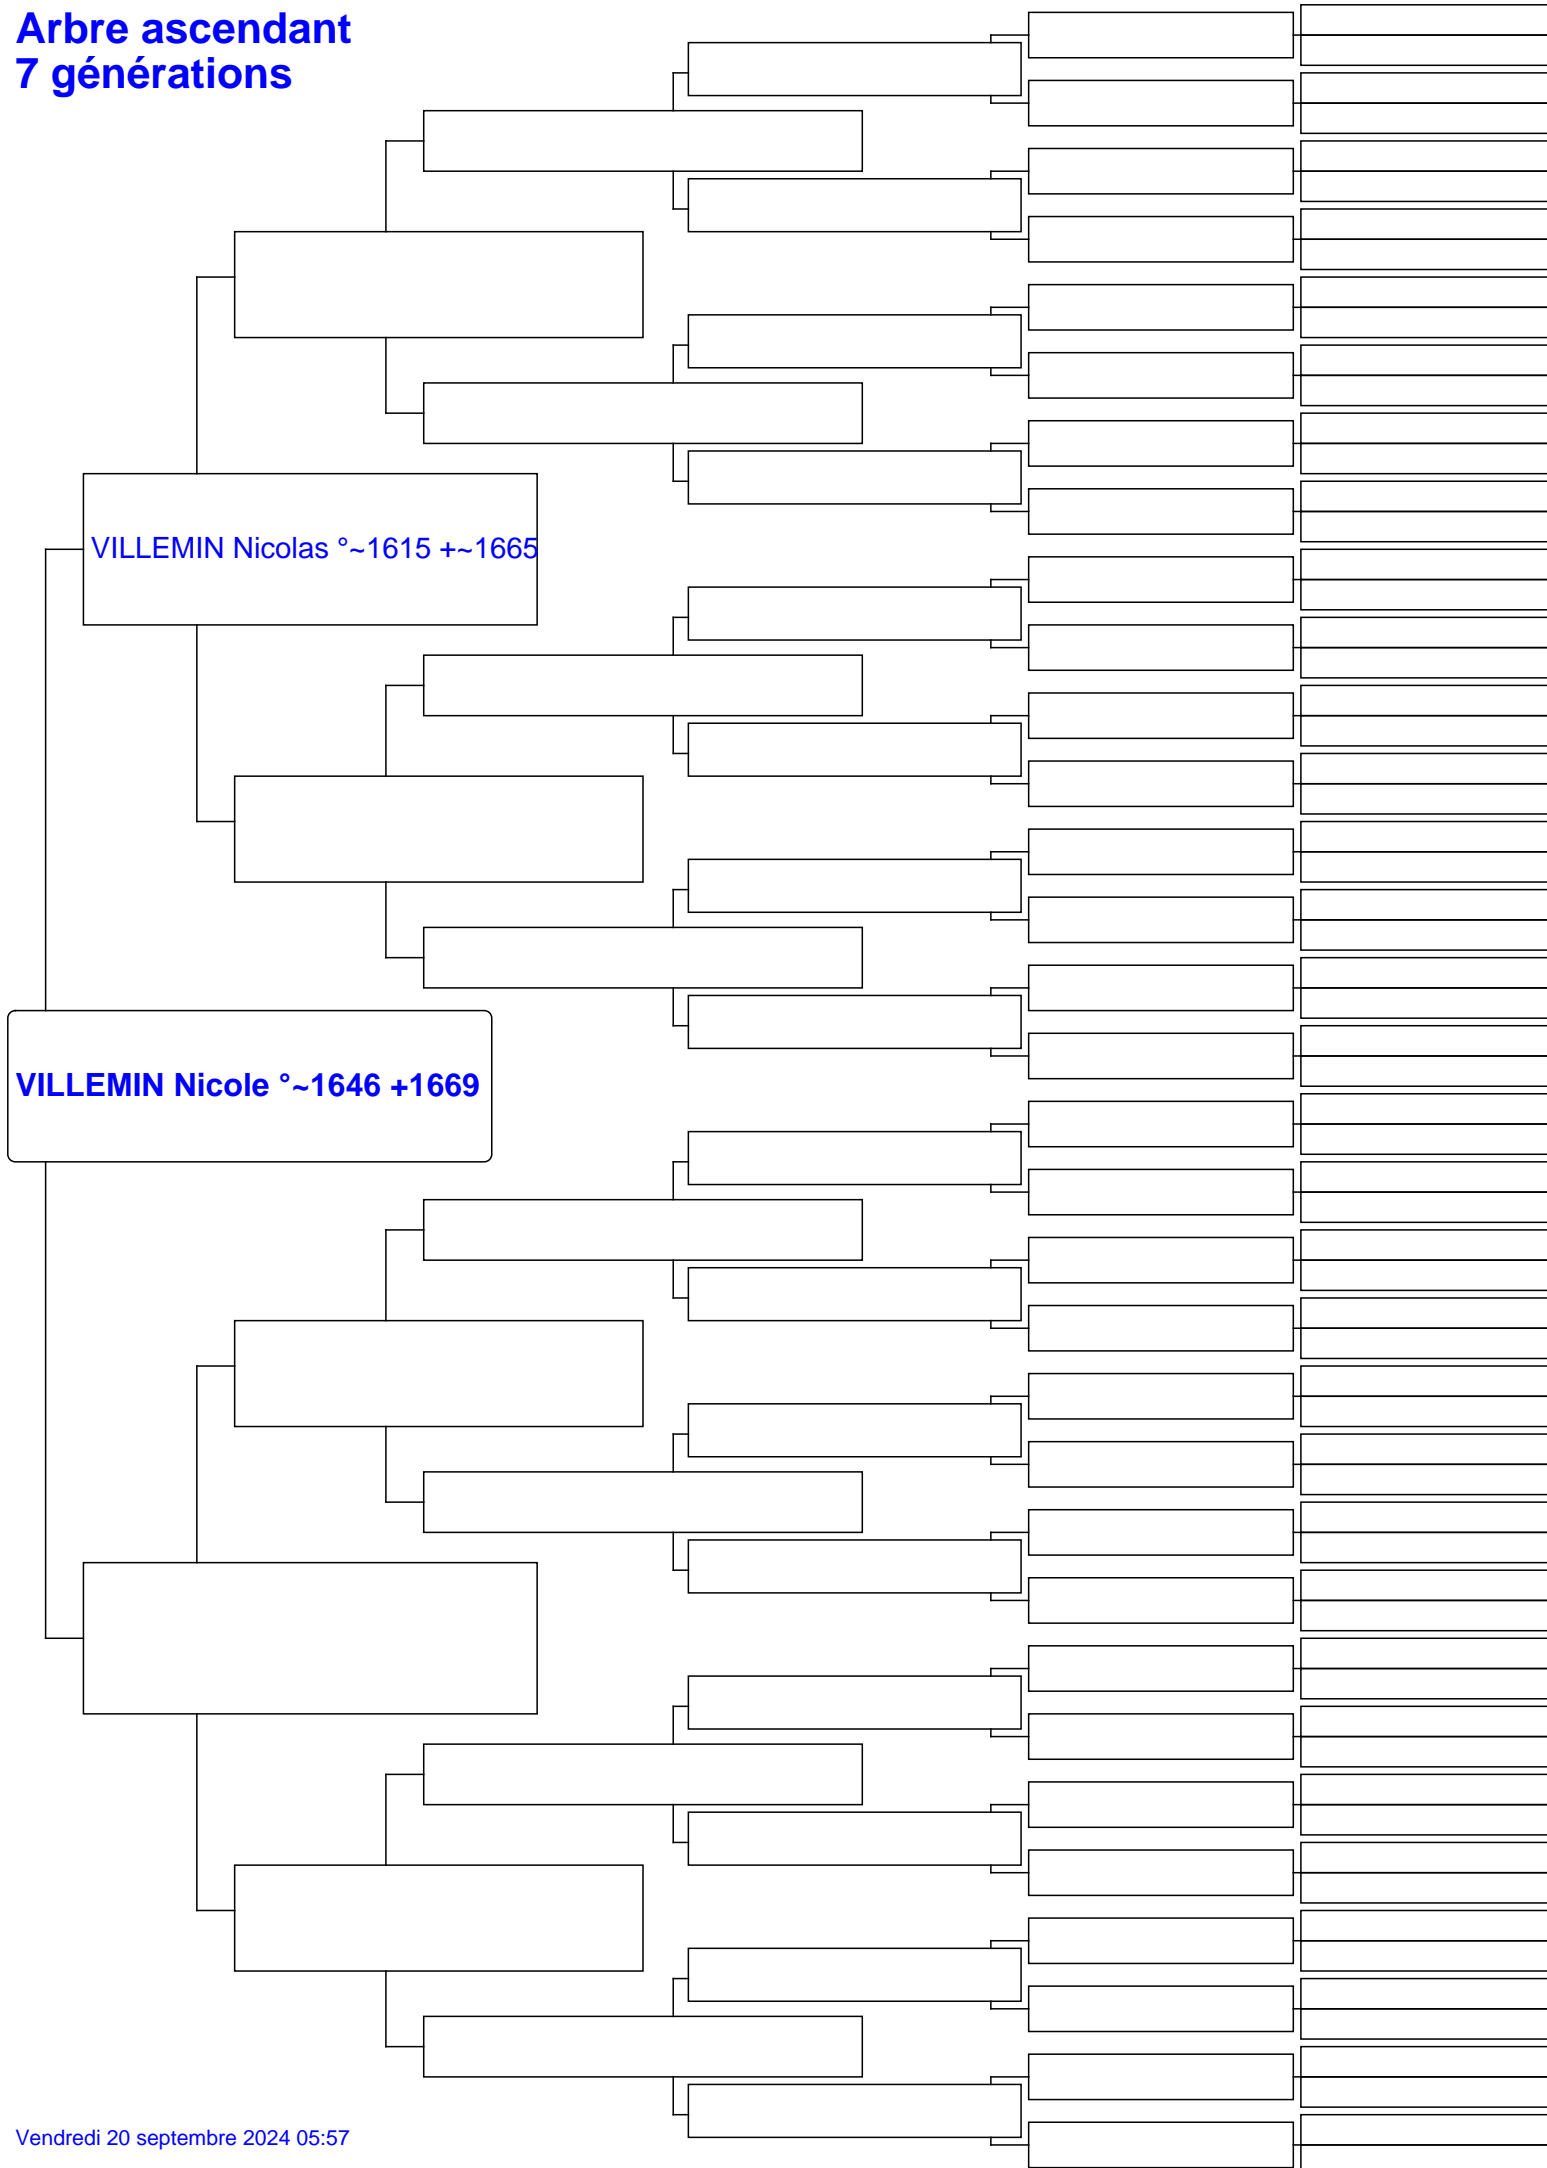 Arbre ascendant
7 générations
VILLEMIN Nicolas °~1615 +~1665
VILLEMIN Nicole °~1646 +1669
Vendredi 20 septembre 2024 05:57